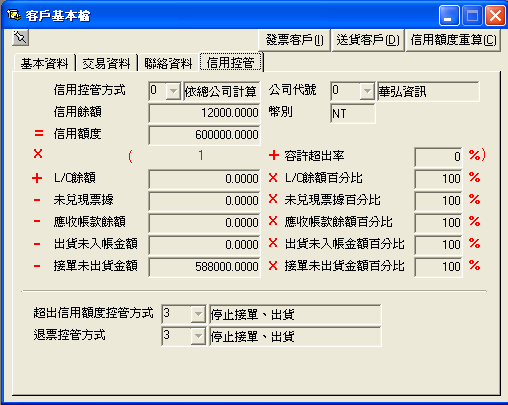 客戶基本檔
發票客戶(I) 送貨客戶(D) 信用額度重算(C)
基本資料 交易資料 聯絡資料 信用控管
信用控管方式 0 依總公司計算 公司代號 0 華弘資訊
信用餘額 12000.0000 幣別 NT
= 信用額度 600000.0000
× ( 1 + 容許超出率 0 %)
+ L/C餘額 0.0000 × L/C餘額百分比 100 %
- 未兌現票據 0.0000 × 未兌現票據百分比 100 %
- 應收帳款餘額 0.0000 × 應收帳款餘額百分比 100 %
- 出貨未入帳金額 0.0000 × 出貨未入帳金額百分比 100 %
- 接單未出貨金額 588000.0000 × 接單未出貨金額百分比 100 %
超出信用額度控管方式 3 停止接單、出貨
退票控管方式 3 停止接單、出貨